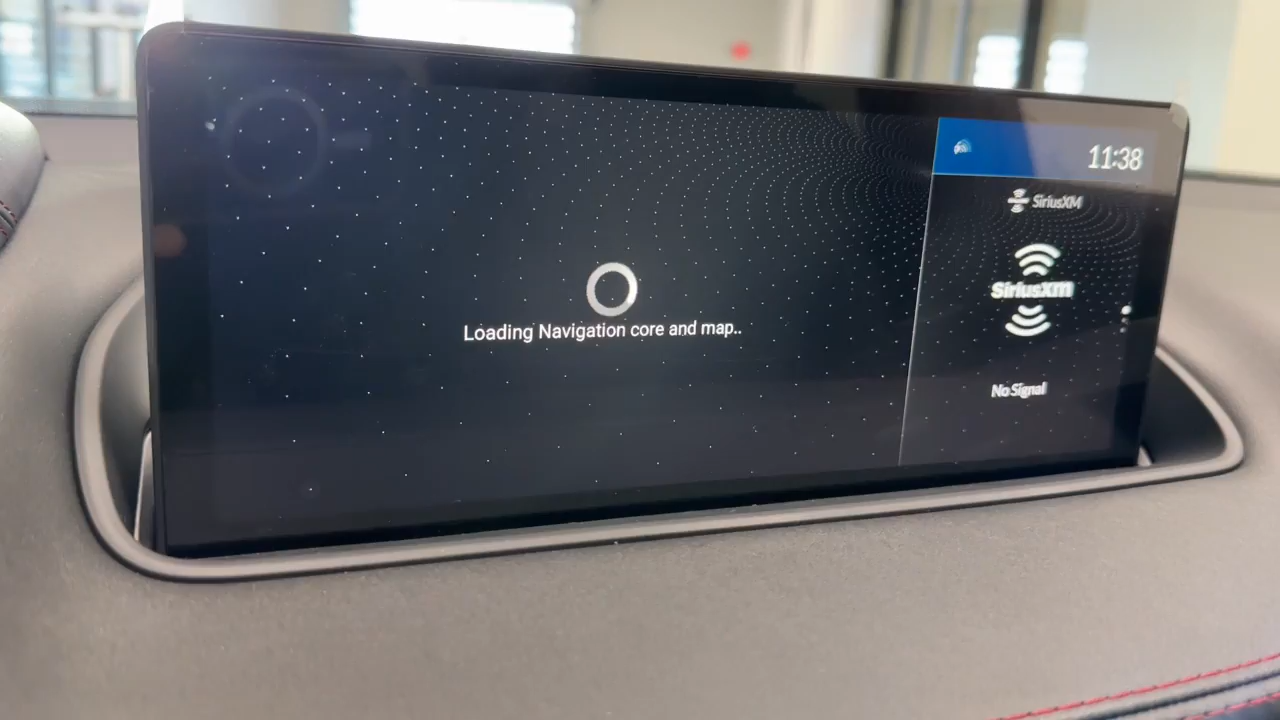 11:38
SiriusXM
SiriusXM
Loading Navigation core and map..
No Signal